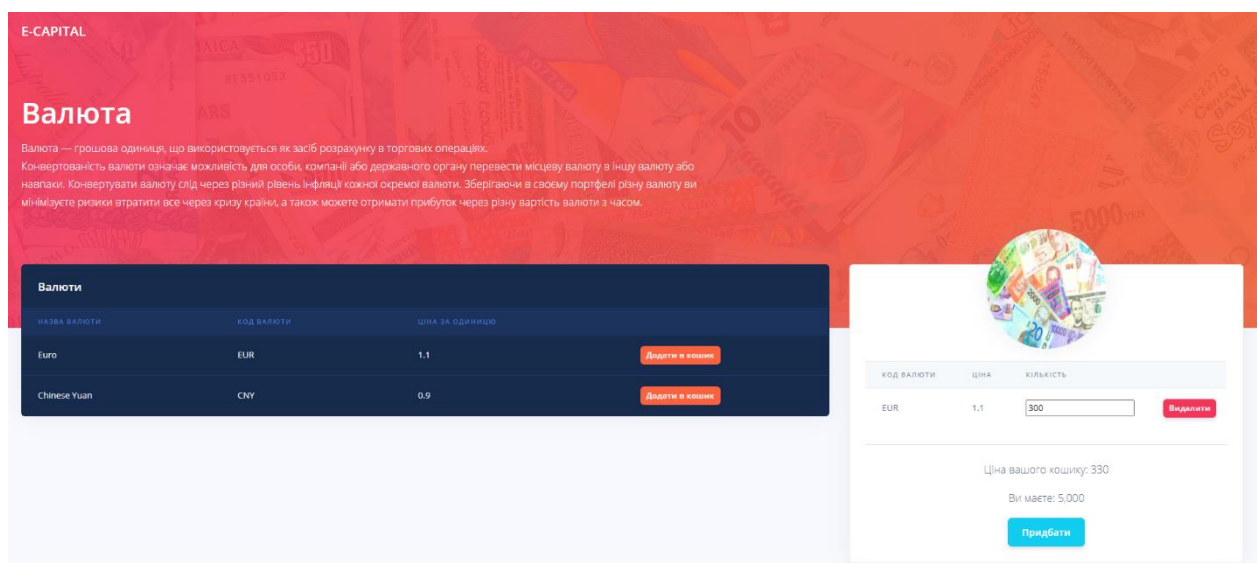 E-CAPITAL
Валюта
Валюта — грошова одиниця, що використовується як засіб розрахунку в торгових операціях.
Конвертованість валюти означає можливість для особи, компанії або державного органу перевести місцеву валюту в іншу валюту або
навпаки. Конвертувати валюту слід через різний рівень інфляції кожної окремої валюти. Зберігаючи в своєму портфелі різну валюту ви
мінімізуєте ризики втратити все через кризу країни, а також можете отримати прибуток через різну вартість валюти з часом.
Валюти
НАЗВА ВАЛЮТИ КОД ВАЛЮТИ ЦІНА ЗА ОДИНИЦЮ
Euro EUR 1.1 Додати в кошик
Chinese Yuan CNY 0.9 Додати в кошик
КОД ВАЛЮТИ ЦІНА КІЛЬКІСТЬ
EUR 1.1 300 Видалити
Ціна вашого кошику: 330
Ви маєте: 5,000
Придбати